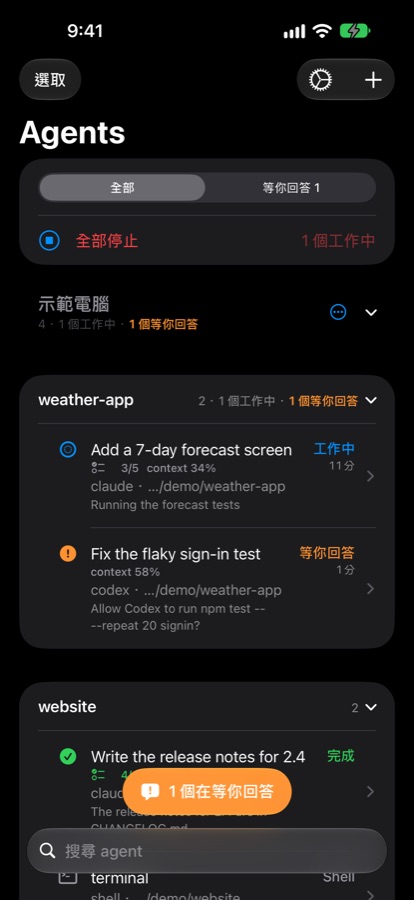 9:41
選取
Agents
全部
等你回答 1
全部停止
1 個工作中
示範電腦
4 · 1 個工作中 · 1 個等你回答
weather-app
2 · 1 個工作中 · 1 個等你回答
Add a 7-day forecast screen
工作中
3/5 context 34%
11 分
claude · .../demo/weather-app
Running the forecast tests
Fix the flaky sign-in test
等你回答
context 58%
1 分
codex · .../demo/weather-app
Allow Codex to run npm test --
--repeat 20 signin?
website
2
Write the release notes for 2.4
完成
1 個在等你回答
The release notes
搜尋 agent
terminal
Shell
shell · .../demo/website